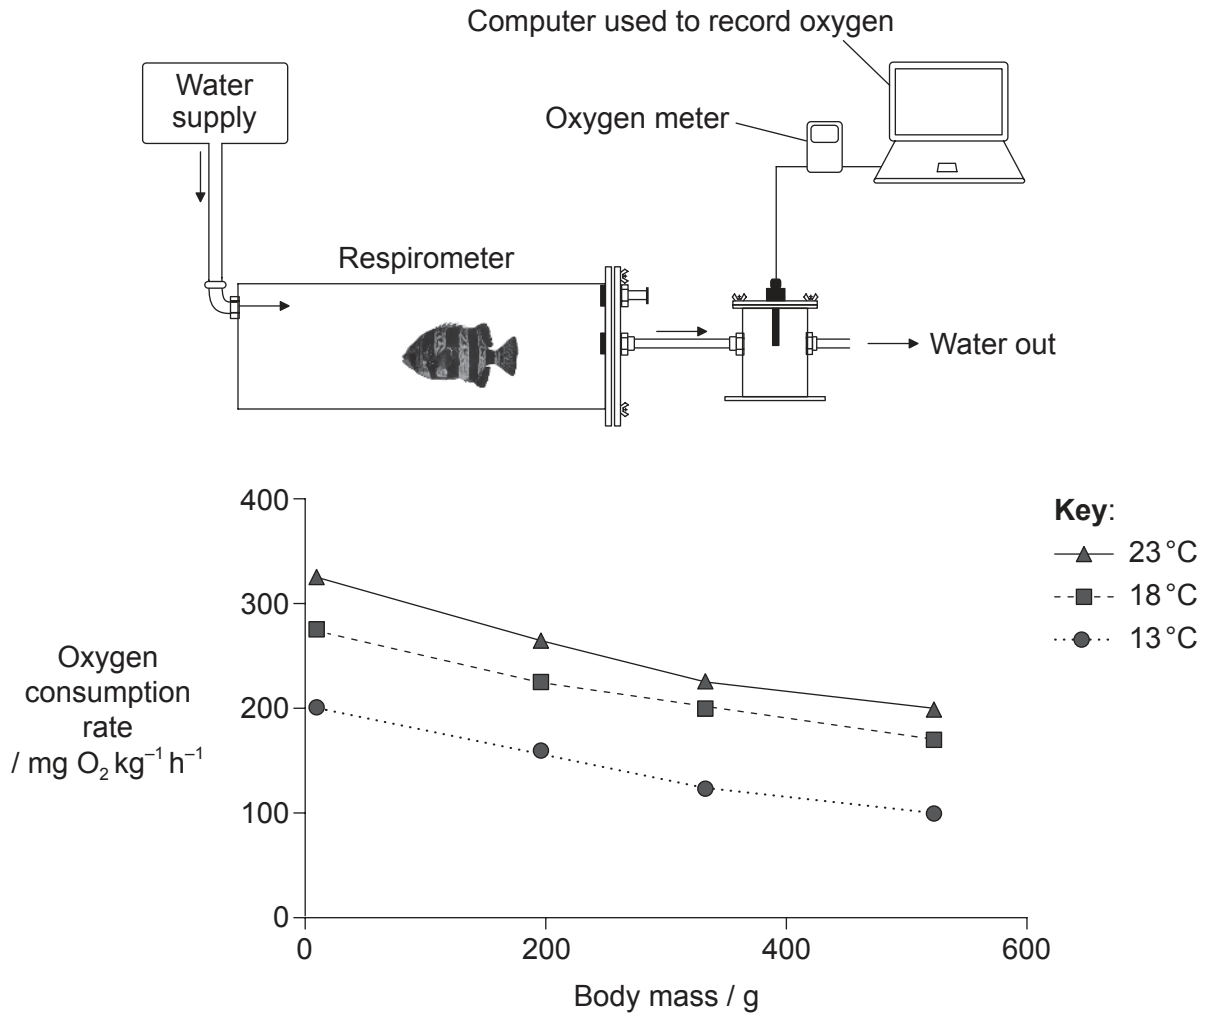 Computer used to record oxygen
Water
supply
Oxygen meter
Respirometer
Water out
400
300
200
100
0
Oxygen
consumption
rate
/ mg O₂ kg⁻¹ h⁻¹
0
200
400
600
Body mass / g
Key:
23 °C
18 °C
13 °C